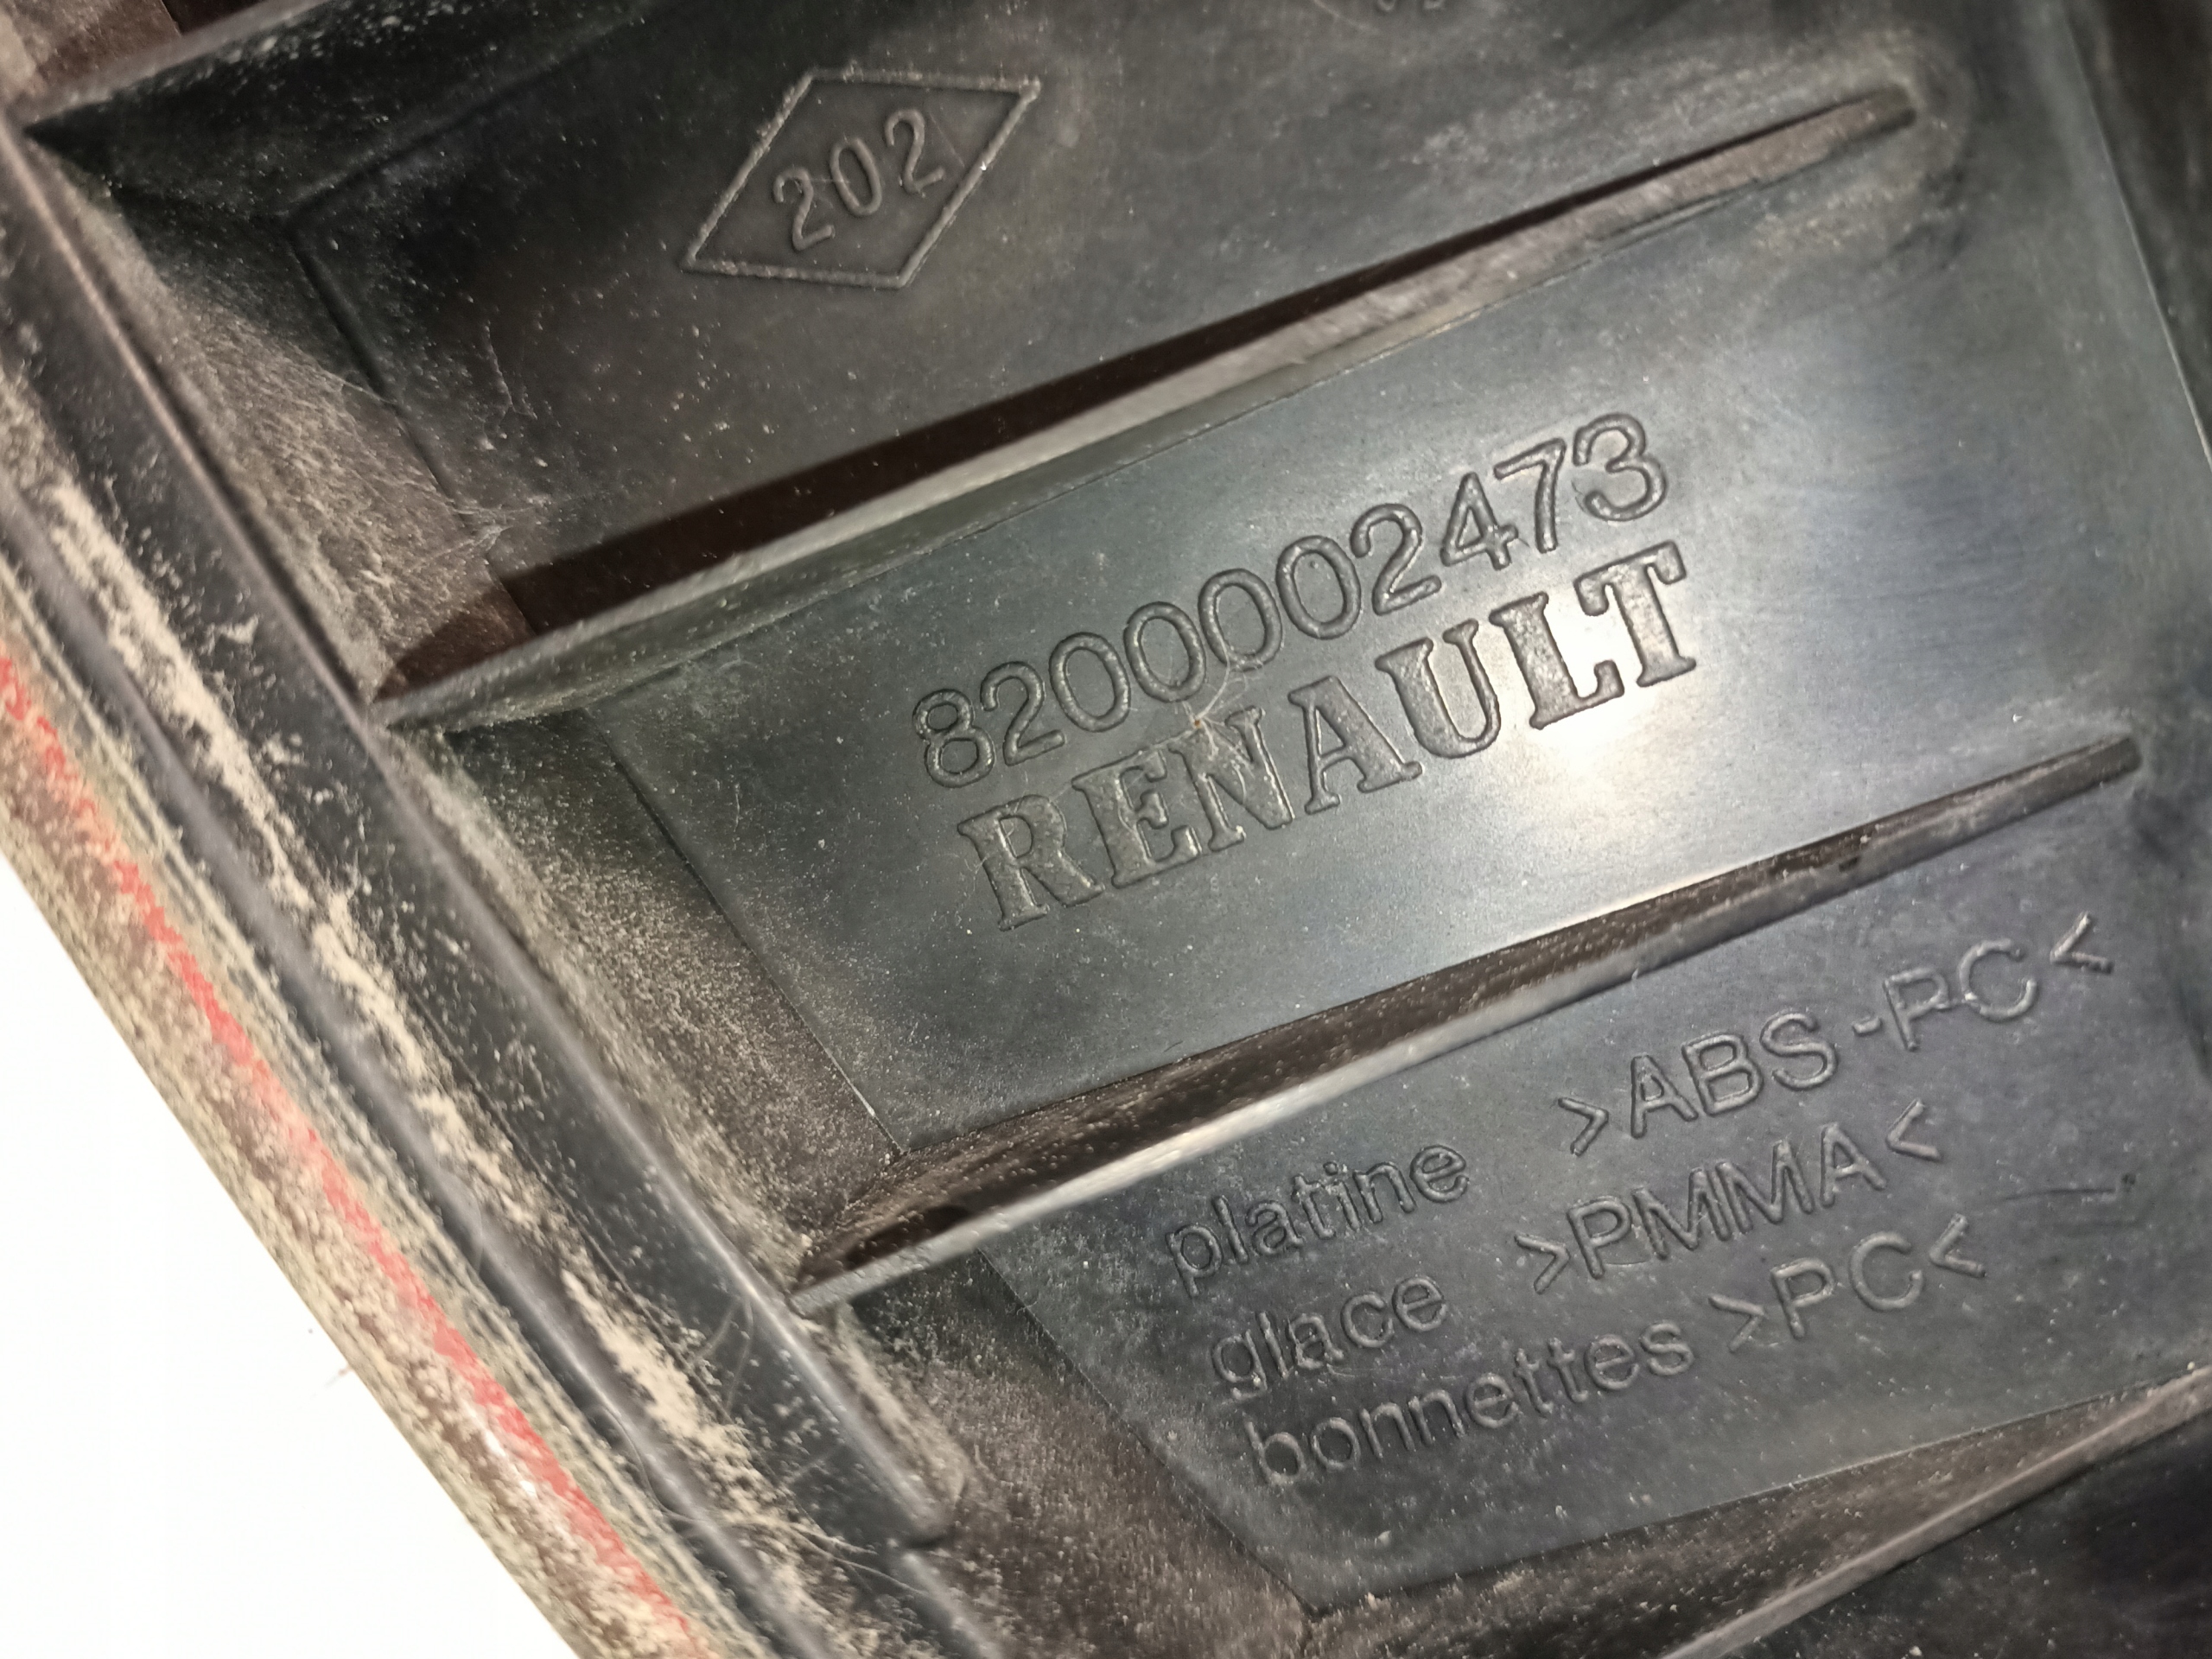 202
8200002473
RENAULT
platine >ABS-PC<
glace >PMMA<
bonnettes >PC<